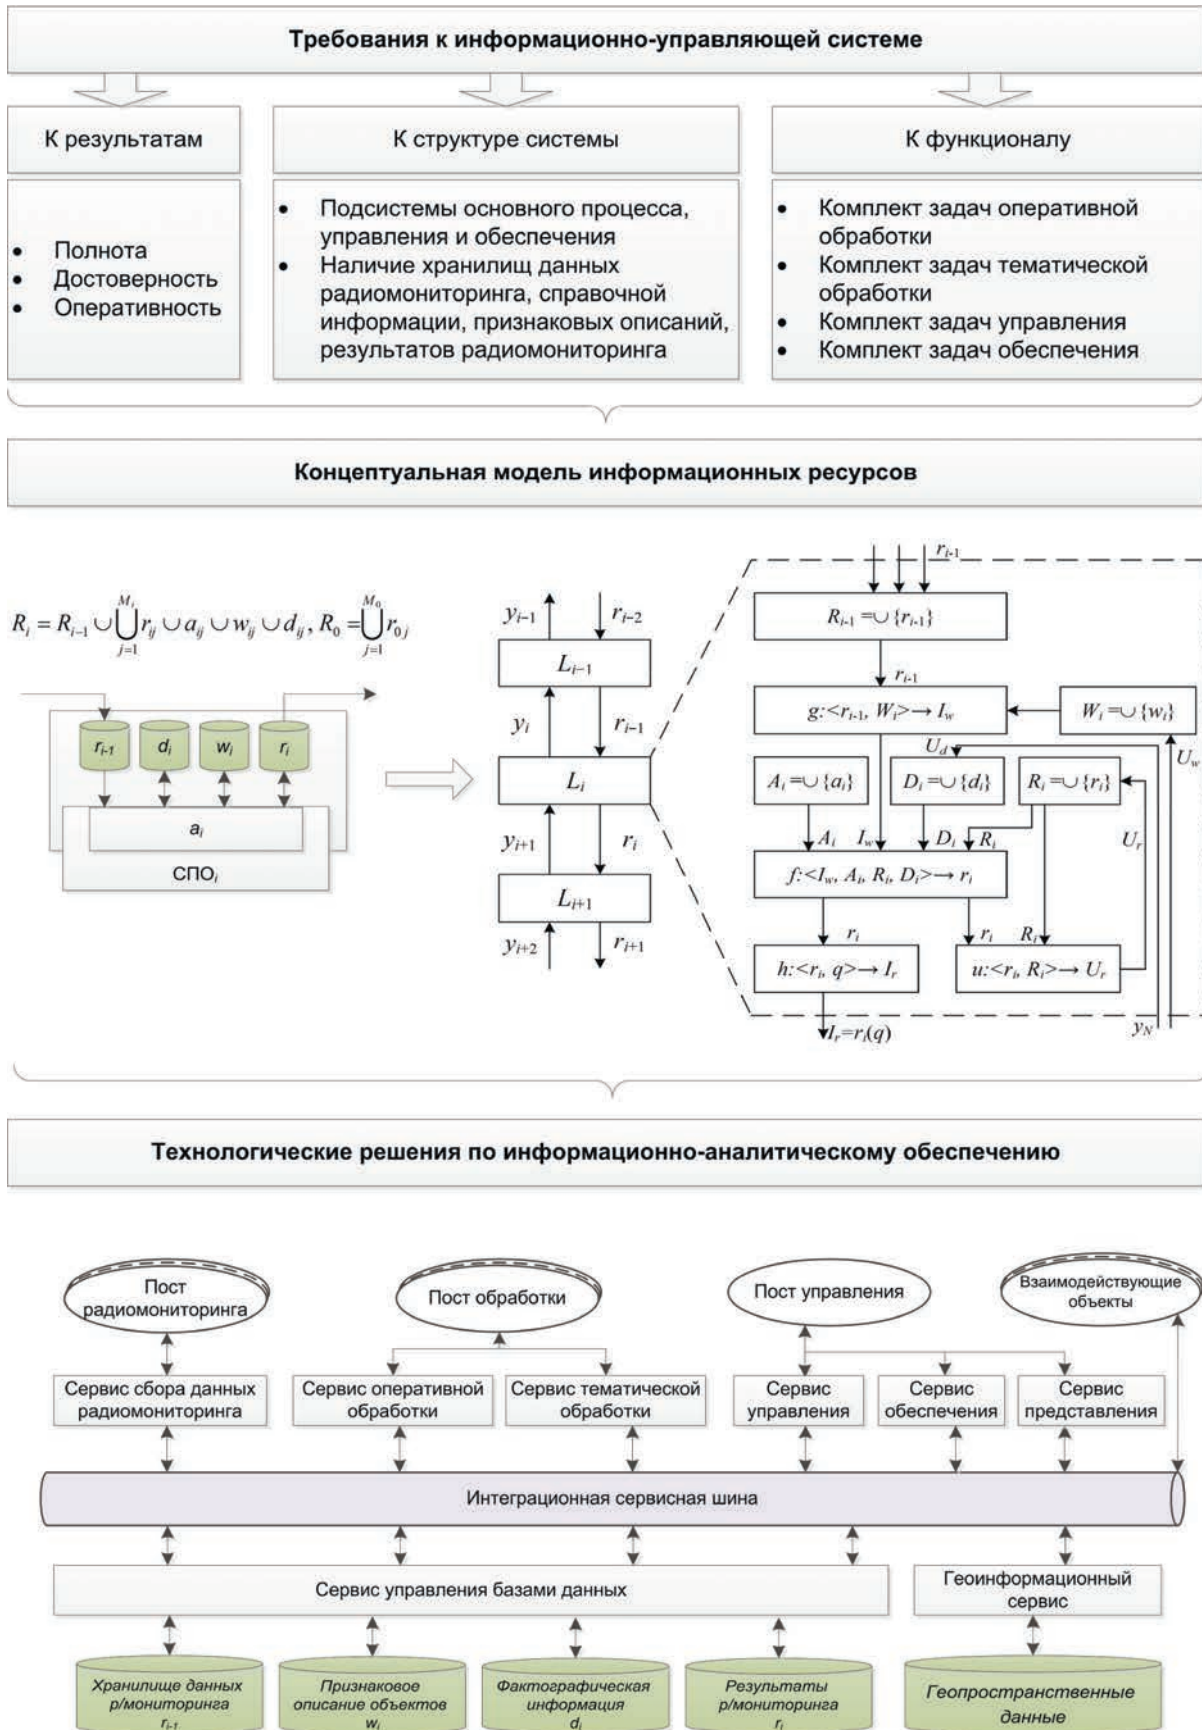 Требования к информационно-управляющей системе
К результатам
К структуре системы
К функционалу
• Полнота
• Достоверность
• Оперативность
• Подсистемы основного процесса,
управления и обеспечения
• Наличие хранилищ данных
радиомониторинга, справочной
информации, признаковых описаний,
результатов радиомониторинга
• Комплект задач оперативной
обработки
• Комплект задач тематической
обработки
• Комплект задач управления
• Комплект задач обеспечения
Концептуальная модель информационных ресурсов
R_i = R_{i-1} ∪ ⋃_{j=1}^{M_i} r_{ij} ∪ a_{ij} ∪ w_{ij} ∪ d_{ij}, R_0 = ⋃_{j=1}^{M_0} r_{0j}
r_{i-1}
d_i
w_i
r_i
a_i
СПО_i
y_{i-1}
r_{i-2}
L_{i-1}
y_i
r_{i-1}
L_i
y_{i+1}
r_i
L_{i+1}
y_{i+2}
r_{i+1}
r_{i-1}
R_{i-1} =∪{r_{i-1}}
r_{i-1}
g:<r_{i-1}, W_i>→ I_w
W_i =∪{w_i}
U_d
U_w
A_i =∪{a_i}
D_i =∪{d_i}
R_i =∪{r_i}
A_i
I_w
D_i
R_i
U_r
f:<I_w, A_i, R_i, D_i>→ r_i
r_i
r_i
R_i
h:<r_i, q>→ I_r
u:<r_i, R_i>→ U_r
I_r=r_i(q)
y_N
Технологические решения по информационно-аналитическому обеспечению
Пост
радиомониторинга
Пост обработки
Пост управления
Взаимодействующие
объекты
Сервис сбора данных
радиомониторинга
Сервис оперативной
обработки
Сервис тематической
обработки
Сервис
управления
Сервис
обеспечения
Сервис
представления
Интеграционная сервисная шина
Сервис управления базами данных
Геоинформационный
сервис
Хранилище данных
р/мониторинга
r_{i-1}
Признаковое
описание объектов
w_i
Фактографическая
информация
d_i
Результаты
р/мониторинга
r_i
Геопространственные
данные